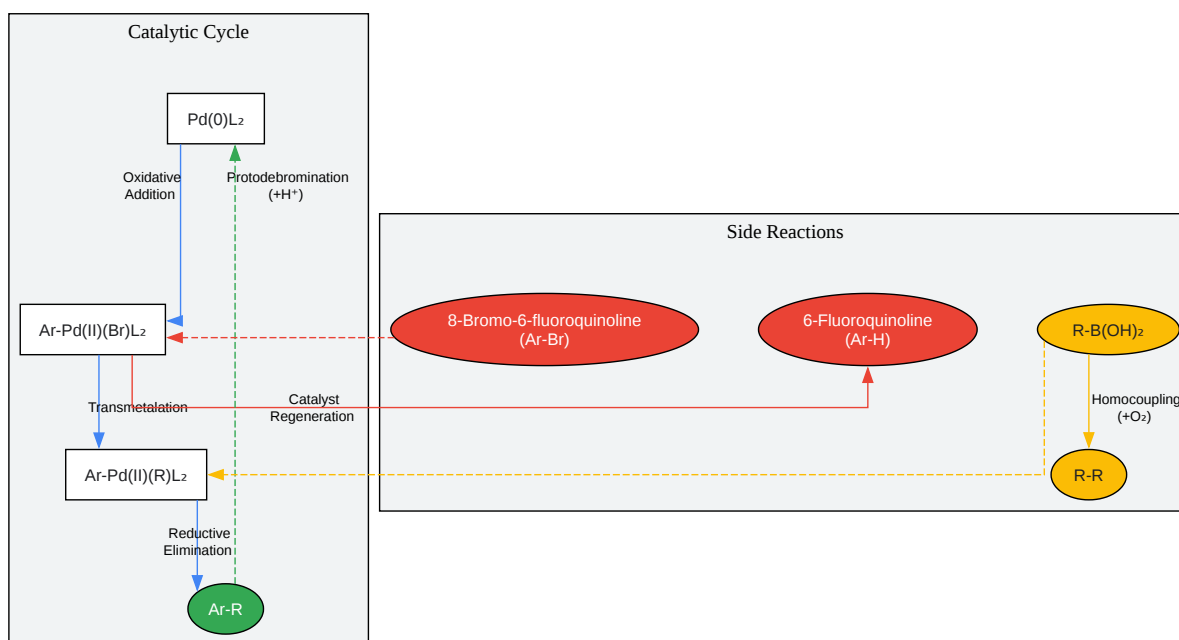 Catalytic Cycle
Pd(0)L₂
Oxidative
Addition
Protodebromination
(+H⁺)
Side Reactions
Ar-Pd(II)(Br)L₂
8-Bromo-6-fluoroquinoline
(Ar-Br)
6-Fluoroquinoline
(Ar-H)
R-B(OH)₂
Transmetalation
Catalyst
Regeneration
Homocoupling
(+O₂)
Ar-Pd(II)(R)L₂
R-R
Reductive
Elimination
Ar-R